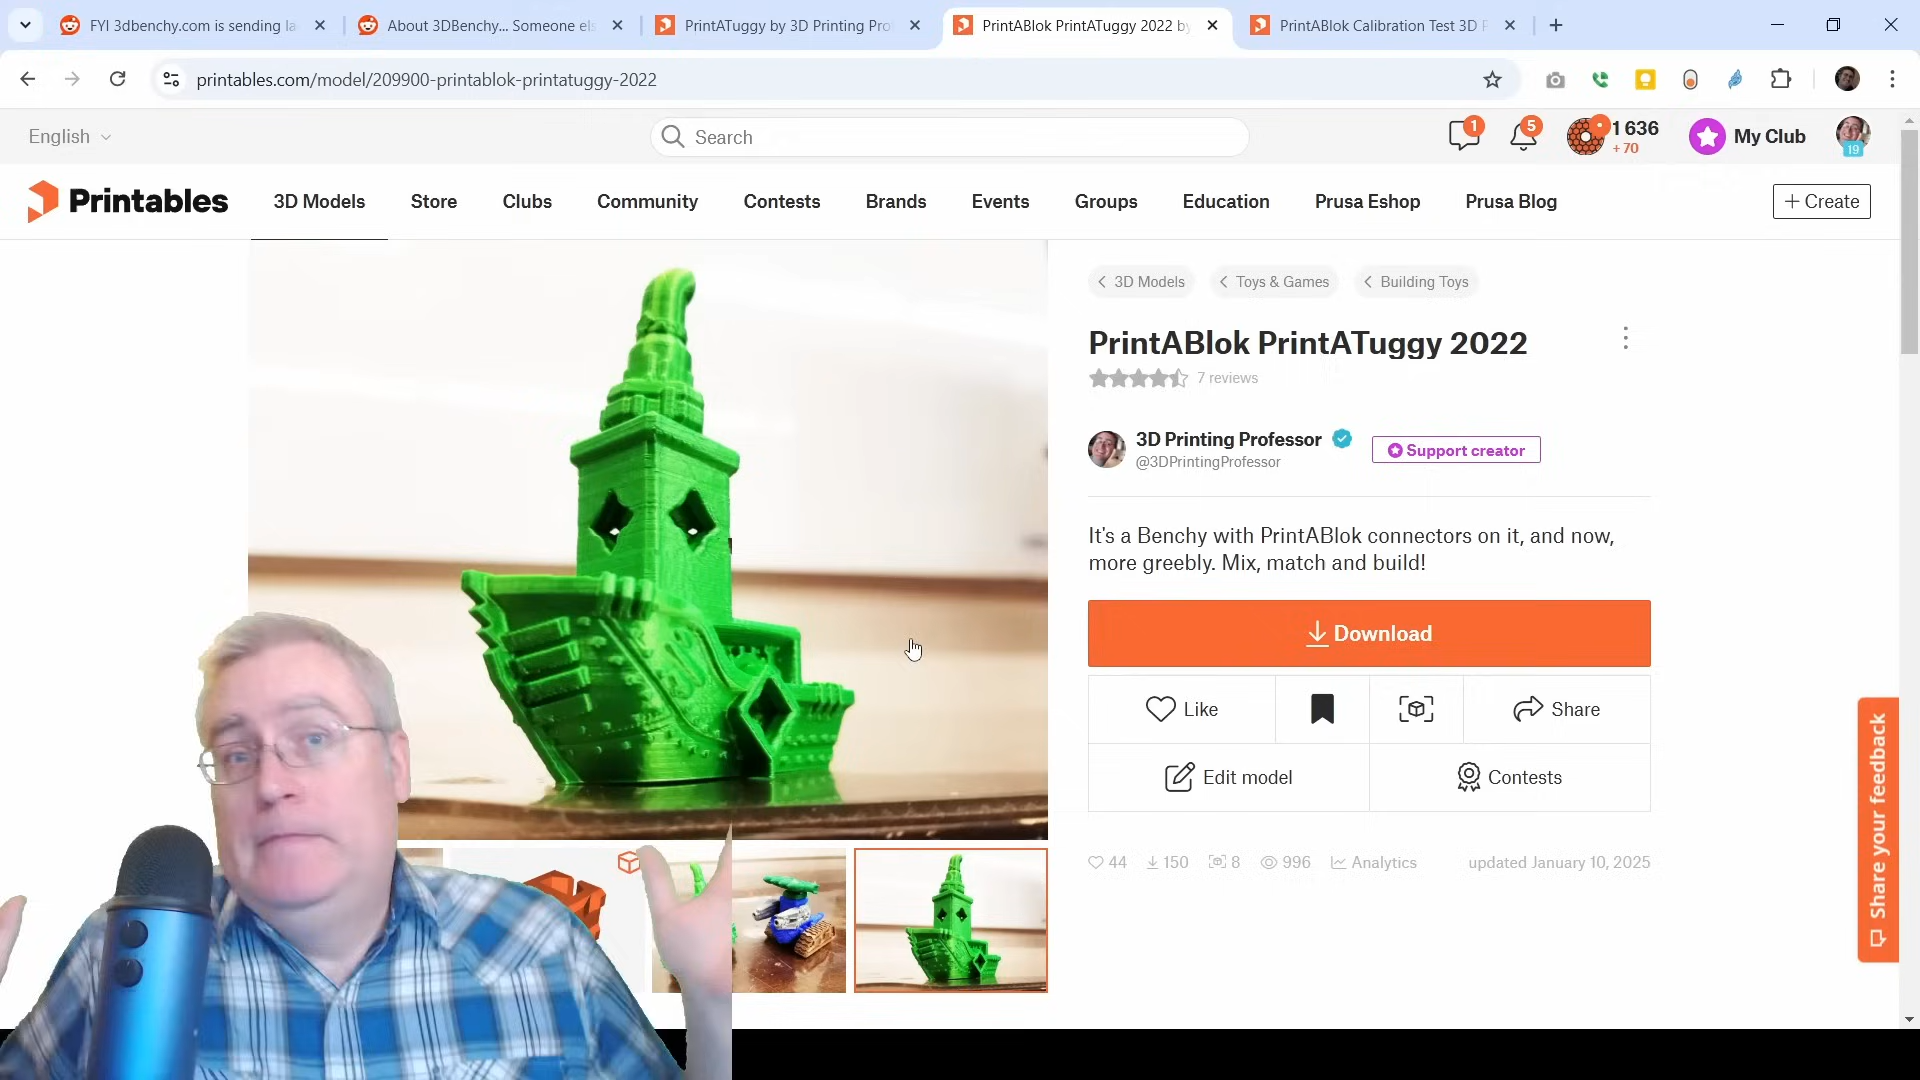 FYI 3dbenchy.com is sending la
About 3DBenchy... Someone els
PrintATuggy by 3D Printing Pro
PrintABlok PrintATuggy 2022 by
PrintABlok Calibration Test 3D P
printables.com/model/209900-printablok-printatuggy-2022
English
Search
1
5
1 636
+ 70
My Club
19
Printables
3D Models
Store
Clubs
Community
Contests
Brands
Events
Groups
Education
Prusa Eshop
Prusa Blog
+ Create
3D Models
Toys & Games
Building Toys
PrintABlok PrintATuggy 2022
7 reviews
3D Printing Professor
@3DPrintingProfessor
Support creator
It's a Benchy with PrintABlok connectors on it, and now,
more greebly. Mix, match and build!
Download
Like
Share
Edit model
Contests
44
150
8
996
Analytics
updated January 10, 2025
Share your feedback